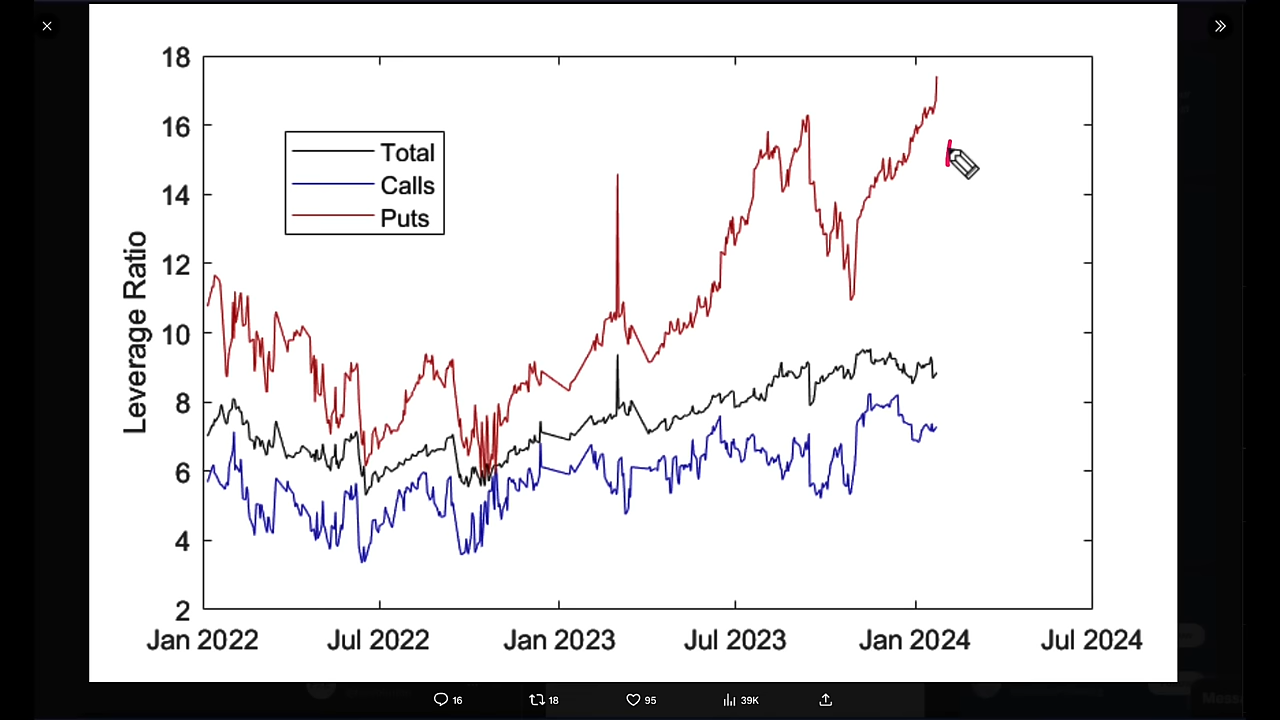 18
16
14
12
10
8
6
4
2
Leverage Ratio
Total
Calls
Puts
Jan 2022
Jul 2022
Jan 2023
Jul 2023
Jan 2024
Jul 2024
16
18
95
39K
Mess